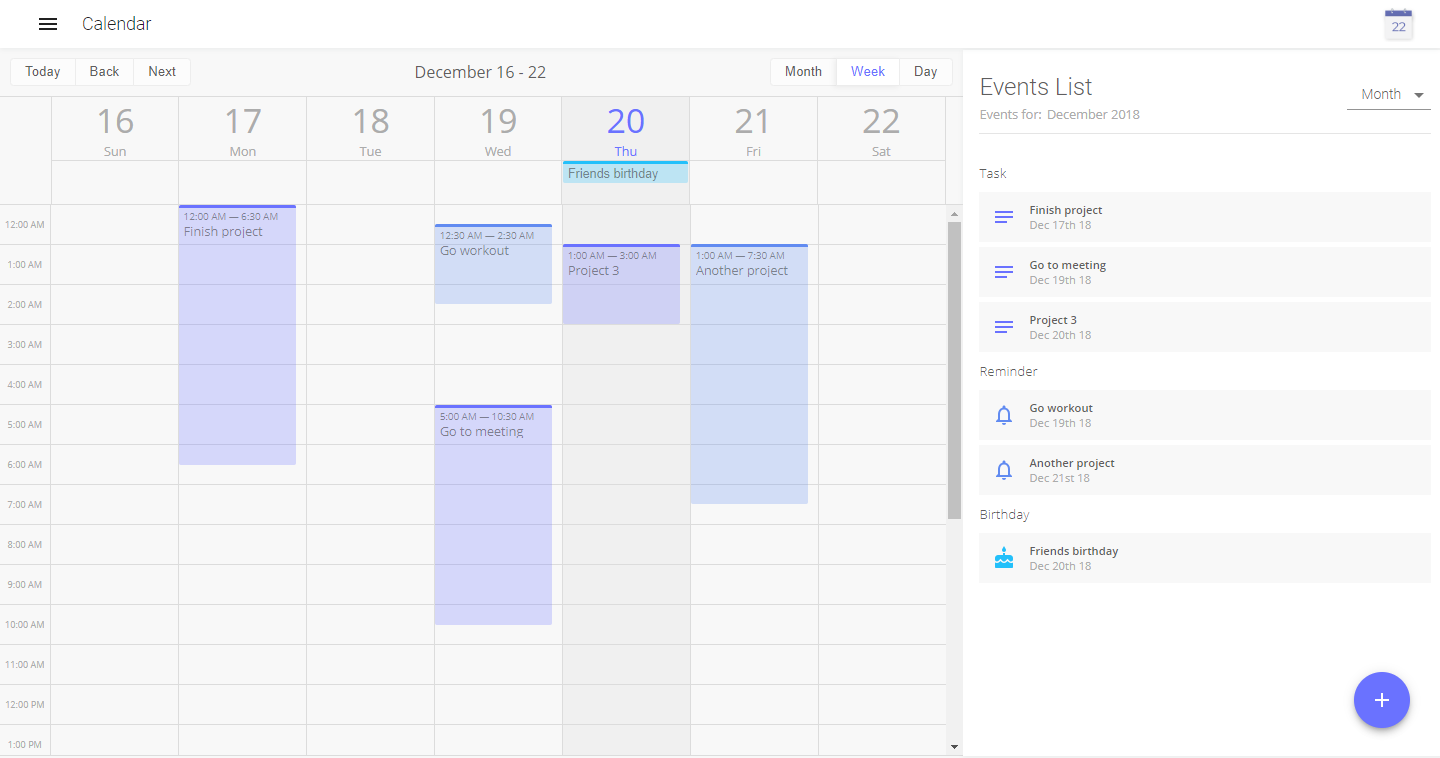 Calendar
22
Today Back Next
December 16 - 22
Month Week Day
16 17 18 19 20 21 22
Sun Mon Tue Wed Thu Fri Sat
Friends birthday
12:00 AM
1:00 AM
2:00 AM
3:00 AM
4:00 AM
5:00 AM
6:00 AM
7:00 AM
8:00 AM
9:00 AM
10:00 AM
11:00 AM
12:00 PM
1:00 PM
12:00 AM — 6:30 AM
Finish project
12:30 AM — 2:30 AM
Go workout
5:00 AM — 10:30 AM
Go to meeting
1:00 AM — 3:00 AM
Project 3
1:00 AM — 7:30 AM
Another project
Events List
Month
Events for: December 2018
Task
Finish project
Dec 17th 18
Go to meeting
Dec 19th 18
Project 3
Dec 20th 18
Reminder
Go workout
Dec 19th 18
Another project
Dec 21st 18
Birthday
Friends birthday
Dec 20th 18
+